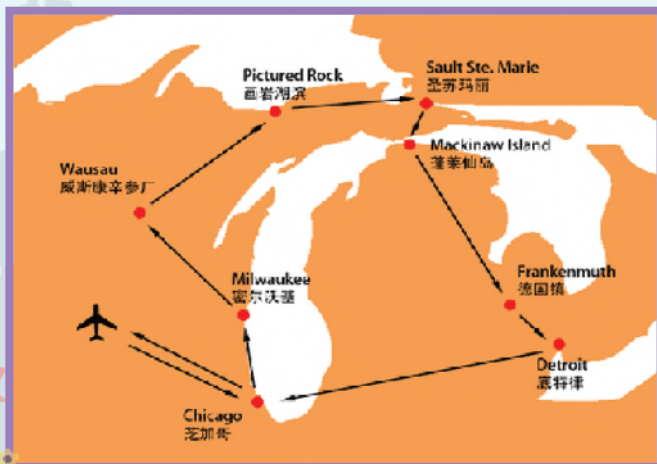 Pictured Rock
画岩湖滨
Sault Ste. Marie
圣苏玛丽
Mackinaw Island
蓬莱仙岛
Wausau
威斯康辛参厂
Frankenmuth
德国镇
Milwaukee
密尔沃基
Detroit
底特律
Chicago
芝加哥